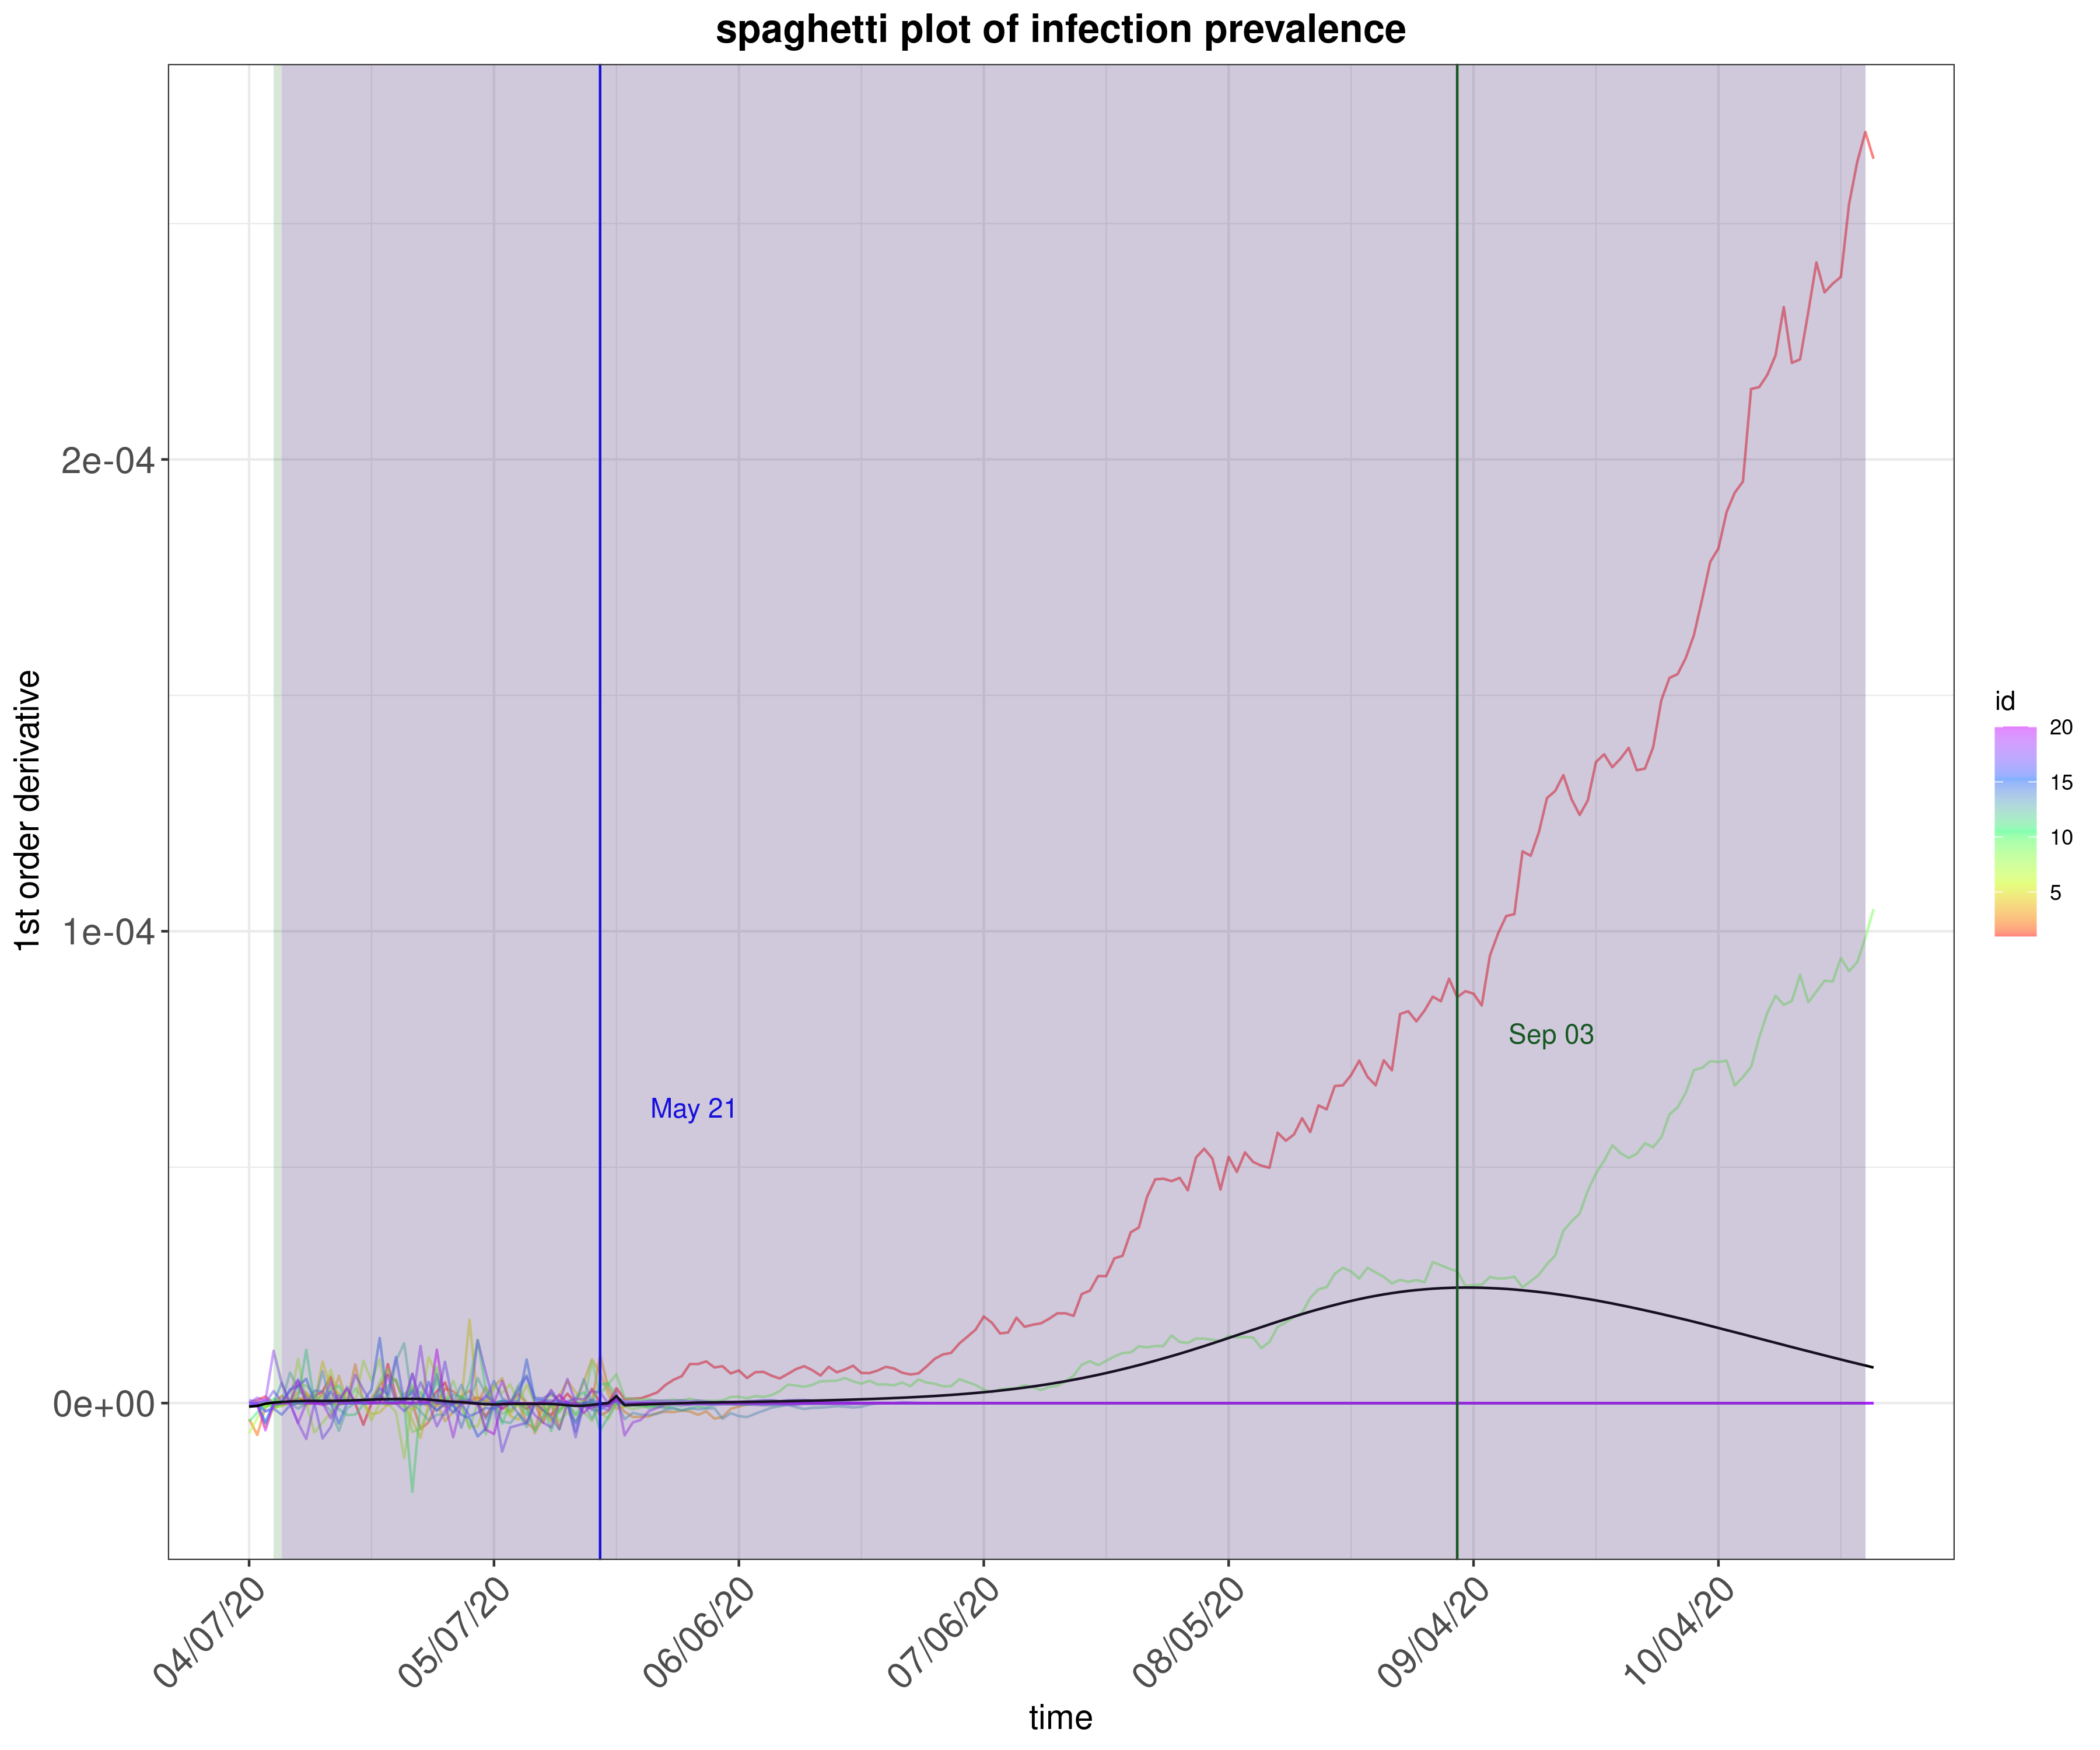 spaghetti plot of infection prevalence
1st order derivative
2e-04
1e-04
0e+00
May 21
Sep 03
04/07/20
05/07/20
06/06/20
07/06/20
08/05/20
09/04/20
10/04/20
time
id
20
15
10
5